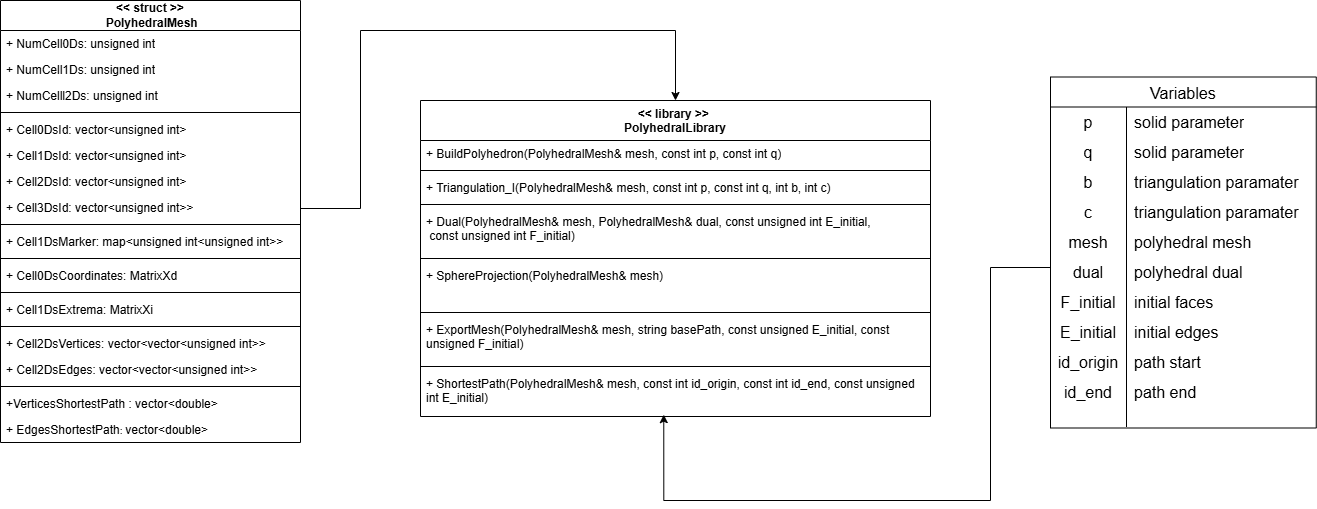 << struct >>
PolyhedralMesh
+ NumCell0Ds: unsigned int
+ NumCell1Ds: unsigned int
+ NumCelll2Ds: unsigned int
+ Cell0DsId: vector<unsigned int>
+ Cell1DsId: vector<unsigned int>
+ Cell2DsId: vector<unsigned int>
+ Cell3DsId: vector<unsigned int>>
+ Cell1DsMarker: map<unsigned int<unsigned int>>
+ Cell0DsCoordinates: MatrixXd
+ Cell1DsExtrema: MatrixXi
+ Cell2DsVertices: vector<vector<unsigned int>>
+ Cell2DsEdges: vector<vector<unsigned int>>
+VerticesShortestPath : vector<double>
+ EdgesShortestPath: vector<double>
<< library >>
PolyhedralLibrary
+ BuildPolyhedron(PolyhedralMesh& mesh, const int p, const int q)
+ Triangulation_I(PolyhedralMesh& mesh, const int p, const int q, int b, int c)
+ Dual(PolyhedralMesh& mesh, PolyhedralMesh& dual, const unsigned int E_initial,
const unsigned int F_initial)
+ SphereProjection(PolyhedralMesh& mesh)
+ ExportMesh(PolyhedralMesh& mesh, string basePath, const unsigned E_initial, const
unsigned F_initial)
+ ShortestPath(PolyhedralMesh& mesh, const int id_origin, const int id_end, const unsigned
int E_initial)
Variables
p solid parameter
q solid parameter
b triangulation paramater
c triangulation paramater
mesh polyhedral mesh
dual polyhedral dual
F_initial initial faces
E_initial initial edges
id_origin path start
id_end path end